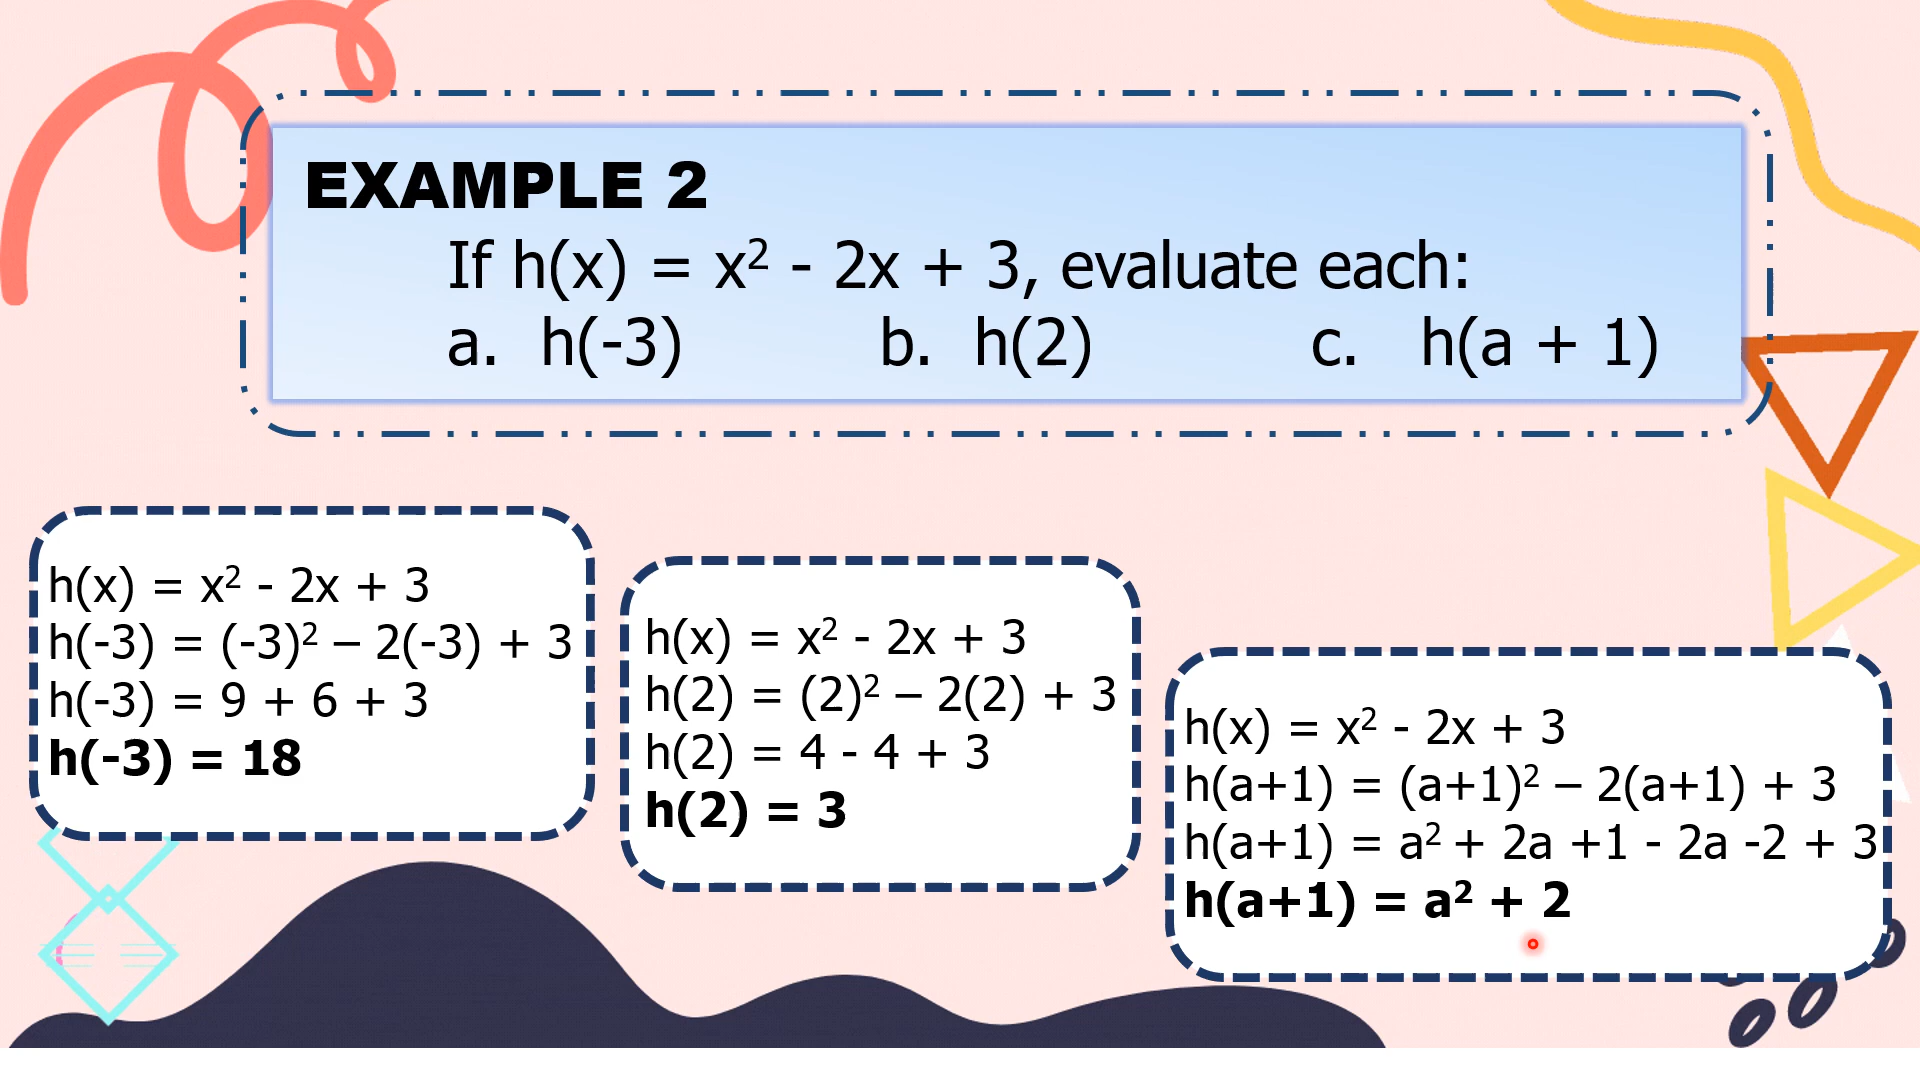 EXAMPLE 2
If h(x) = x² - 2x + 3, evaluate each:
a. h(-3) b. h(2) c. h(a + 1)
h(x) = x² - 2x + 3
h(-3) = (-3)² – 2(-3) + 3
h(-3) = 9 + 6 + 3
h(-3) = 18
h(x) = x² - 2x + 3
h(2) = (2)² – 2(2) + 3
h(2) = 4 - 4 + 3
h(2) = 3
h(x) = x² - 2x + 3
h(a+1) = (a+1)² – 2(a+1) + 3
h(a+1) = a² + 2a +1 - 2a -2 + 3
h(a+1) = a² + 2